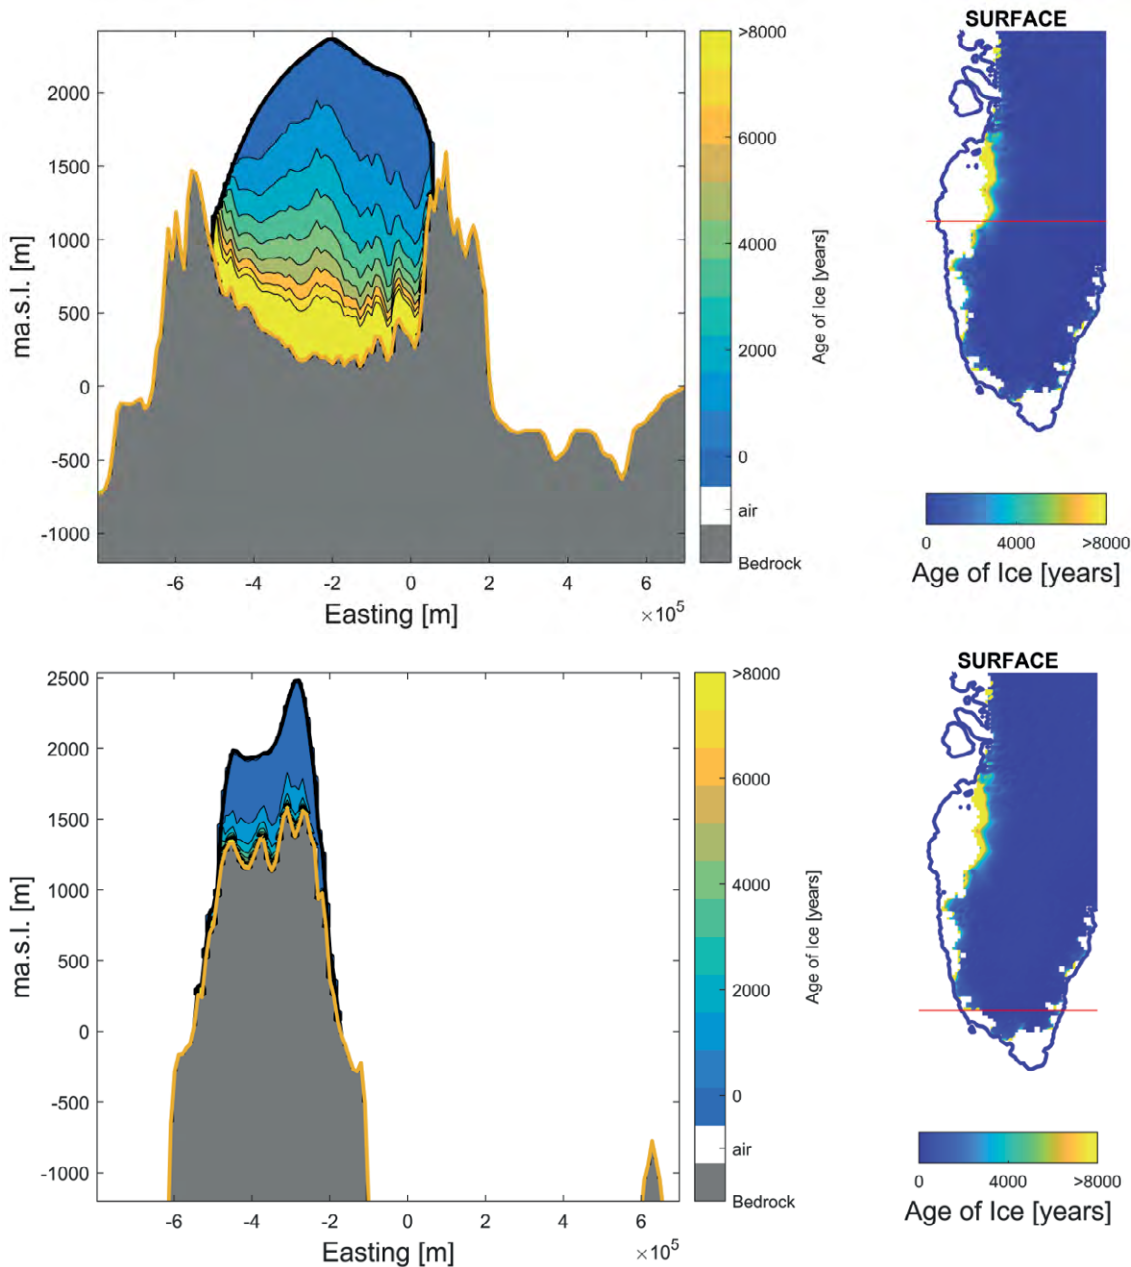 SURFACE
>8000
2000
6000
1500
1000
4000
ma.s.l. [m]
Age of Ice [years]
500
2000
0
-500
0
air
-1000
Bedrock
-6 -4 -2 0 2 4 6
×10^5
Easting [m]
0 4000 >8000
Age of Ice [years]
SURFACE
2500
>8000
2000
6000
1500
1000
4000
ma.s.l. [m]
Age of Ice [years]
500
2000
0
0
-500
air
-1000
Bedrock
-6 -4 -2 0 2 4 6
×10^5
Easting [m]
0 4000 >8000
Age of Ice [years]